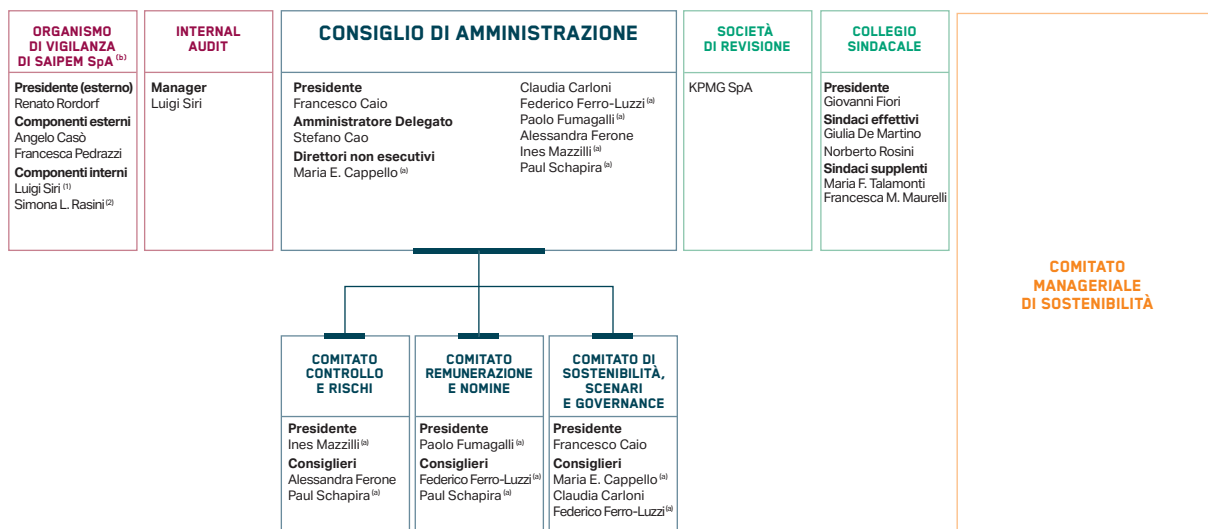 ORGANISMO
DI VIGILANZA
DI SAIPEM SpA (b)
Presidente (esterno)
Renato Rordorf
Componenti esterni
Angelo Casò
Francesca Pedrazzi
Componenti interni
Luigi Siri (1)
Simona L. Rasini (2)
INTERNAL
AUDIT
Manager
Luigi Siri
CONSIGLIO DI AMMINISTRAZIONE
Presidente
Francesco Caio
Amministratore Delegato
Stefano Cao
Direttori non esecutivi
Maria E. Cappello (a)
Claudia Carloni
Federico Ferro-Luzzi (a)
Paolo Fumagalli (a)
Alessandra Ferone
Ines Mazzilli (a)
Paul Schapira (a)
SOCIETÀ
DI REVISIONE
KPMG SpA
COLLEGIO
SINDACALE
Presidente
Giovanni Fiori
Sindaci effettivi
Giulia De Martino
Norberto Rosini
Sindaci supplenti
Maria F. Talamonti
Francesca M. Maurelli
COMITATO
MANAGERIALE
DI SOSTENIBILITÀ
COMITATO
CONTROLLO
E RISCHI
Presidente
Ines Mazzilli (a)
Consiglieri
Alessandra Ferone
Paul Schapira (a)
COMITATO
REMUNERAZIONE
E NOMINE
Presidente
Paolo Fumagalli (a)
Consiglieri
Federico Ferro-Luzzi (a)
Paul Schapira (a)
COMITATO DI
SOSTENIBILITÀ,
SCENARI
E GOVERNANCE
Presidente
Francesco Caio
Consiglieri
Maria E. Cappello (a)
Claudia Carloni
Federico Ferro-Luzzi (a)